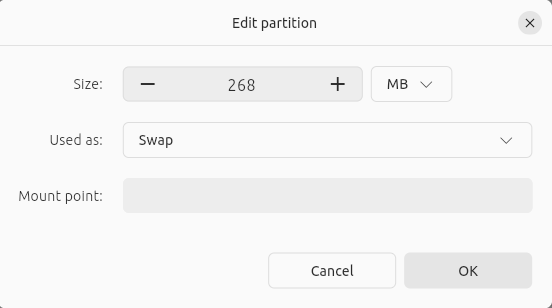 Edit partition
Size: 268 MB
Used as: Swap
Mount point:
Cancel OK